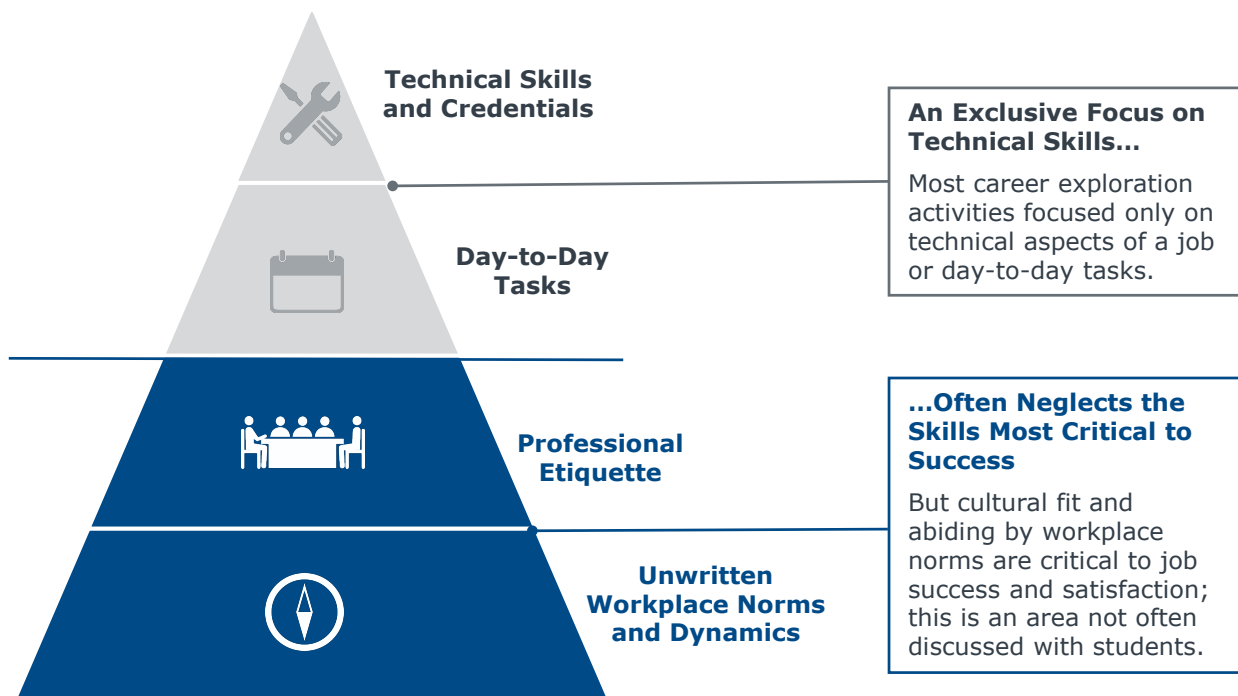 Technical Skills
and Credentials
An Exclusive Focus on
Technical Skills...
Most career exploration
activities focused only on
technical aspects of a job
or day-to-day tasks.
Day-to-Day
Tasks
Professional
Etiquette
...Often Neglects the
Skills Most Critical to
Success
But cultural fit and
abiding by workplace
norms are critical to job
success and satisfaction;
this is an area not often
discussed with students.
Unwritten
Workplace Norms
and Dynamics